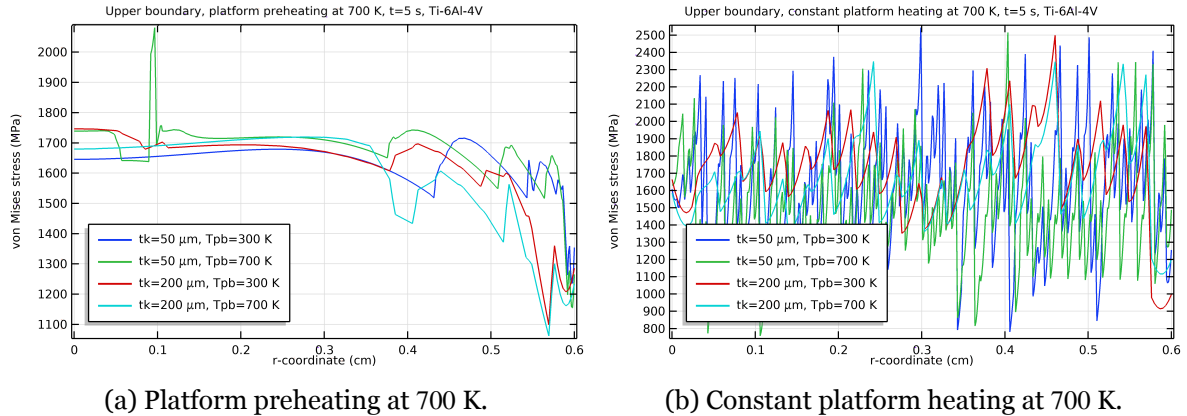 Upper boundary, platform preheating at 700 K, t=5 s, Ti-6Al-4V
von Mises stress (MPa)
2000
1900
1800
1700
1600
1500
1400
1300
1200
1100
tk=50 μm, Tpb=300 K
tk=50 μm, Tpb=700 K
tk=200 μm, Tpb=300 K
tk=200 μm, Tpb=700 K
0 0.1 0.2 0.3 0.4 0.5 0.6
r-coordinate (cm)
(a) Platform preheating at 700 K.
Upper boundary, constant platform heating at 700 K, t=5 s, Ti-6Al-4V
von Mises stress (MPa)
2500
2400
2300
2200
2100
2000
1900
1800
1700
1600
1500
1400
1300
1200
1100
1000
900
800
tk=50 μm, Tpb=300 K
tk=50 μm, Tpb=700 K
tk=200 μm, Tpb=300 K
tk=200 μm, Tpb=700 K
0 0.1 0.2 0.3 0.4 0.5 0.6
r-coordinate (cm)
(b) Constant platform heating at 700 K.